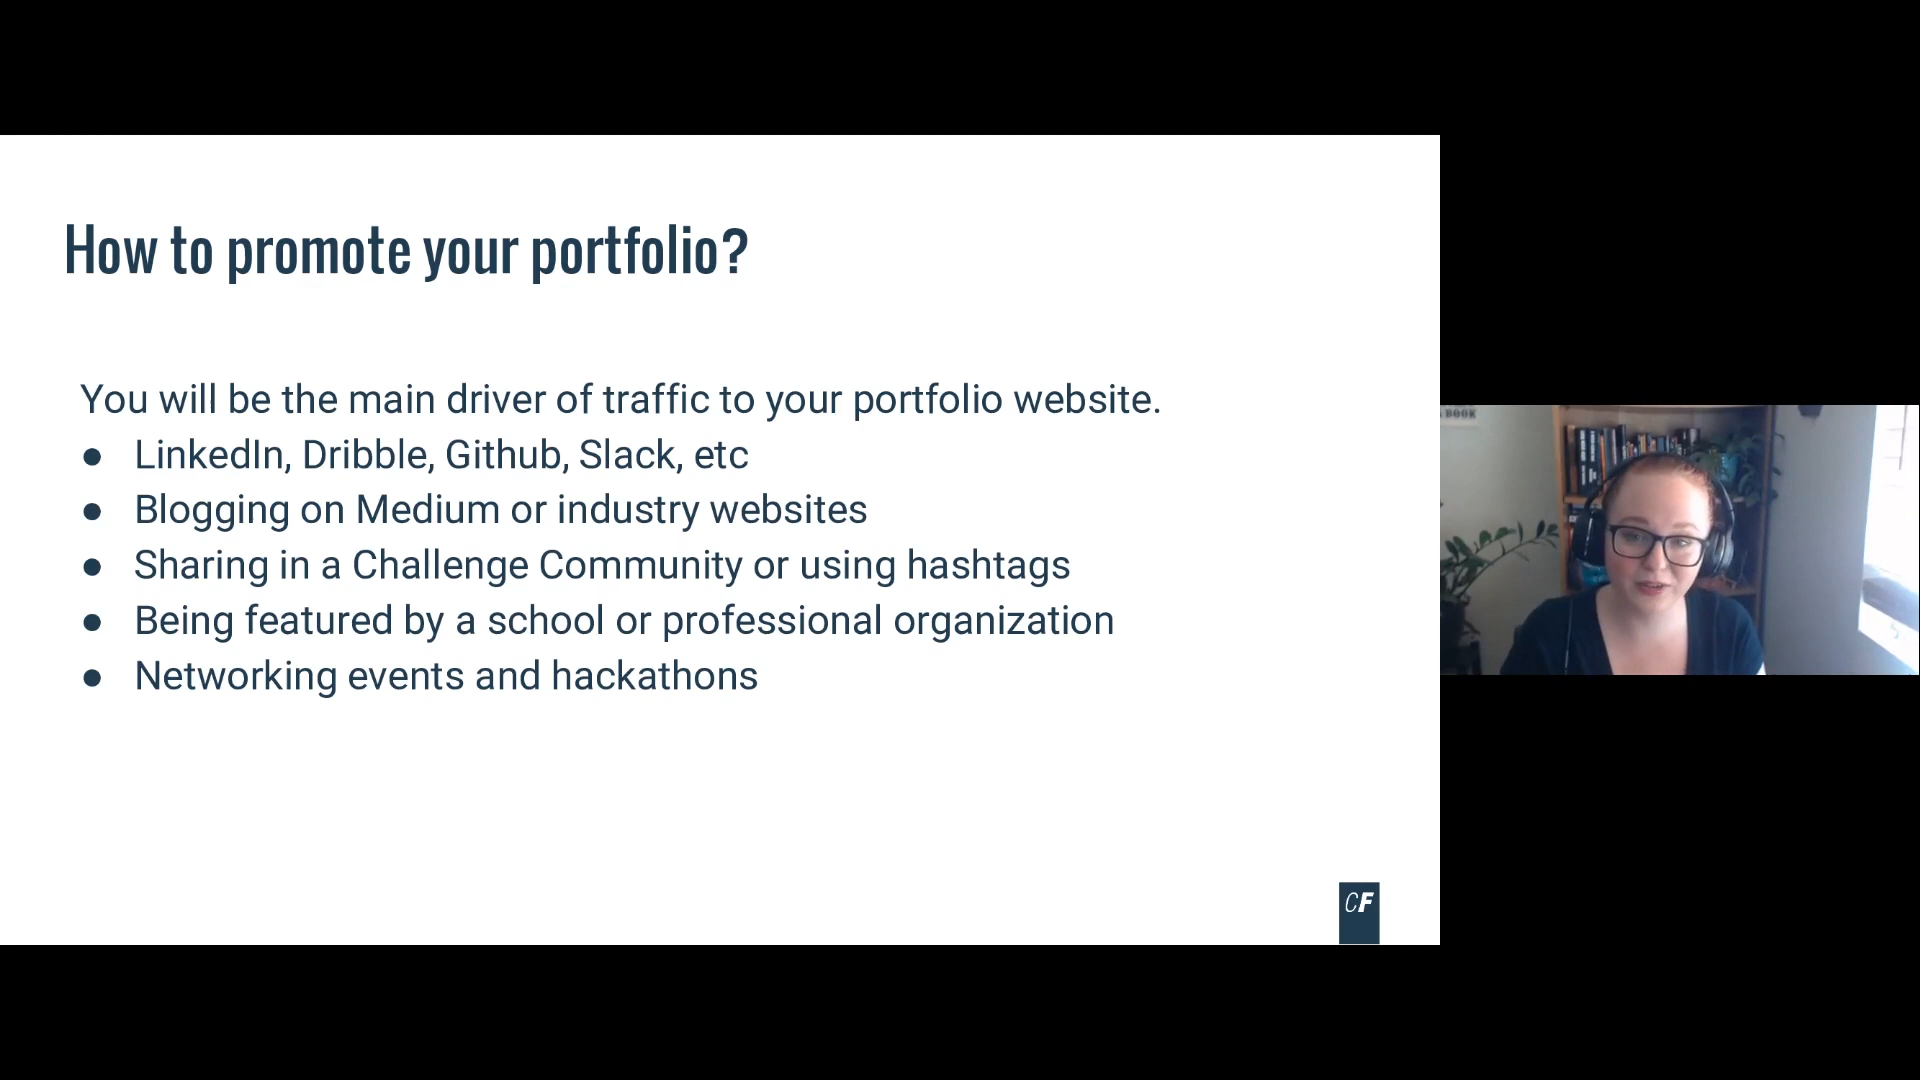 How to promote your portfolio?
You will be the main driver of traffic to your portfolio website.
● LinkedIn, Dribble, Github, Slack, etc
● Blogging on Medium or industry websites
● Sharing in a Challenge Community or using hashtags
● Being featured by a school or professional organization
● Networking events and hackathons
CF
BOOK